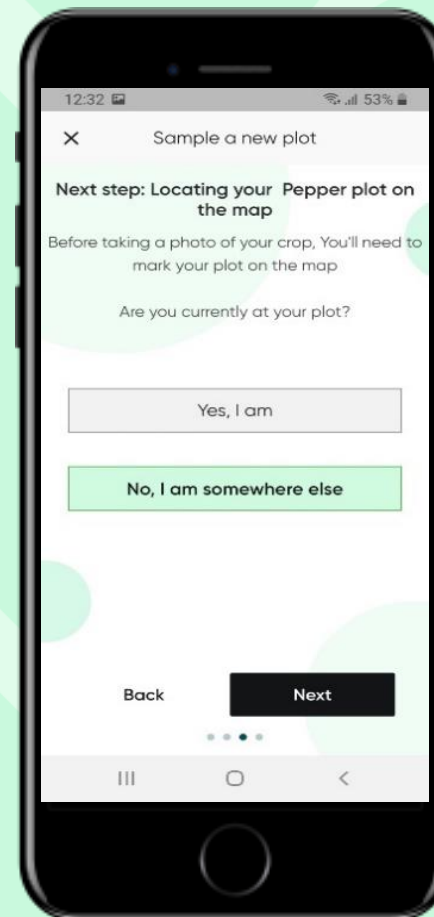 12:32 53%
Sample a new plot
Next step: Locating your Pepper plot on
the map
Before taking a photo of your crop, You'll need to
mark your plot on the map
Are you currently at your plot?
Yes, I am
No, I am somewhere else
Back Next